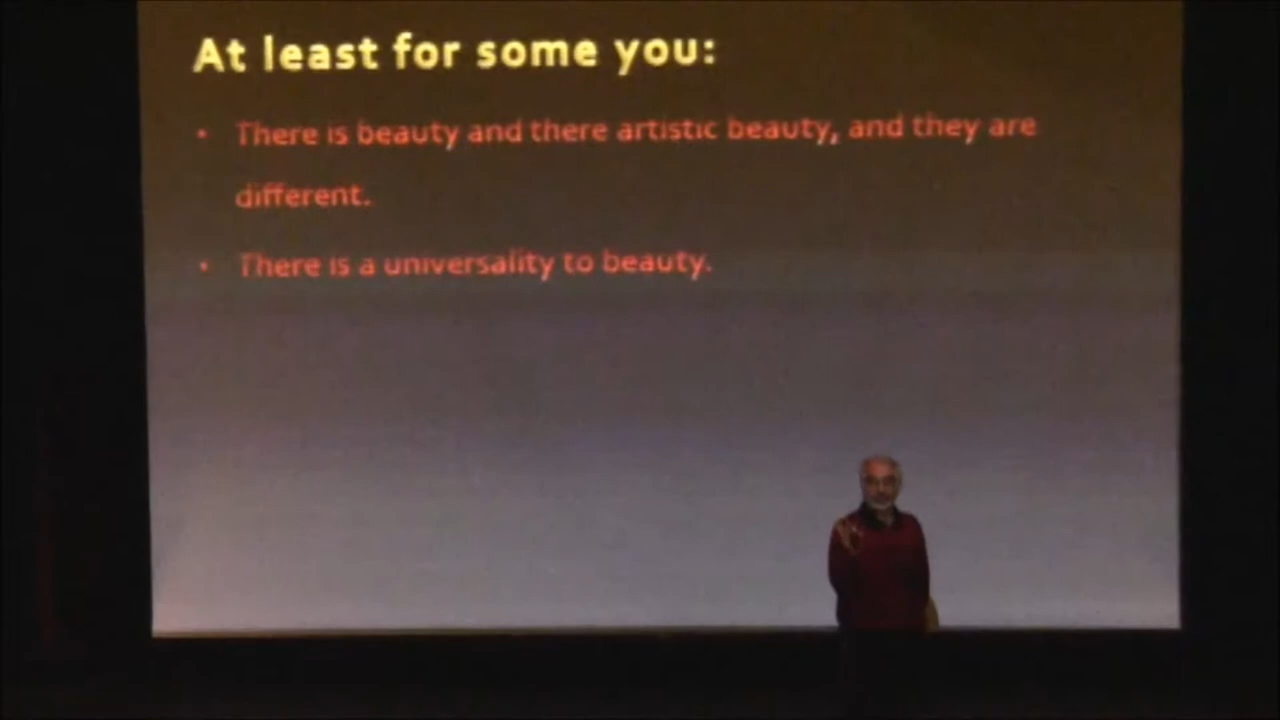 At least for some you:
• There is beauty and there artistic beauty, and they are
different.
• There is a universality to beauty.